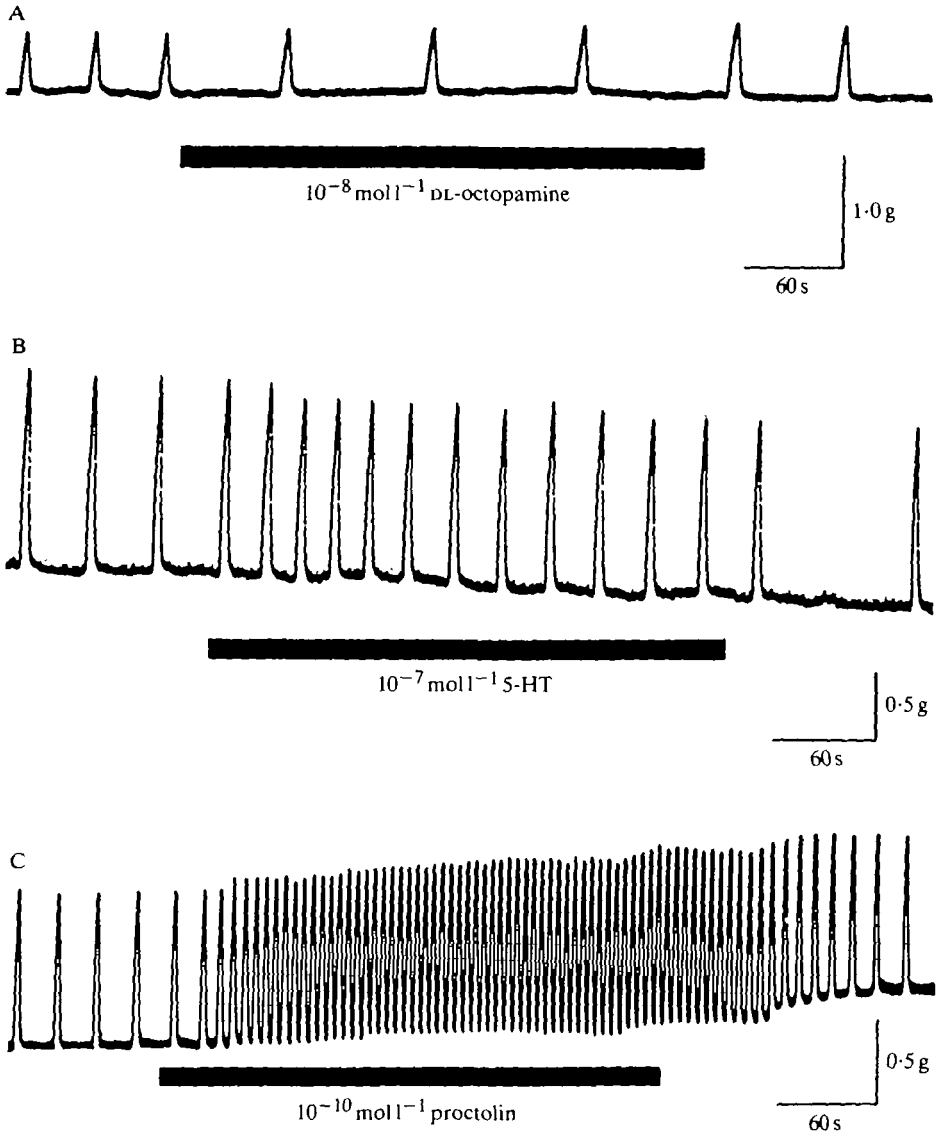 A
10⁻⁸ mol l⁻¹ DL-octopamine
1·0 g
60 s
B
10⁻⁷ mol l⁻¹ 5-HT
0·5 g
60 s
C
10⁻¹⁰ mol l⁻¹ proctolin
0·5 g
60 s